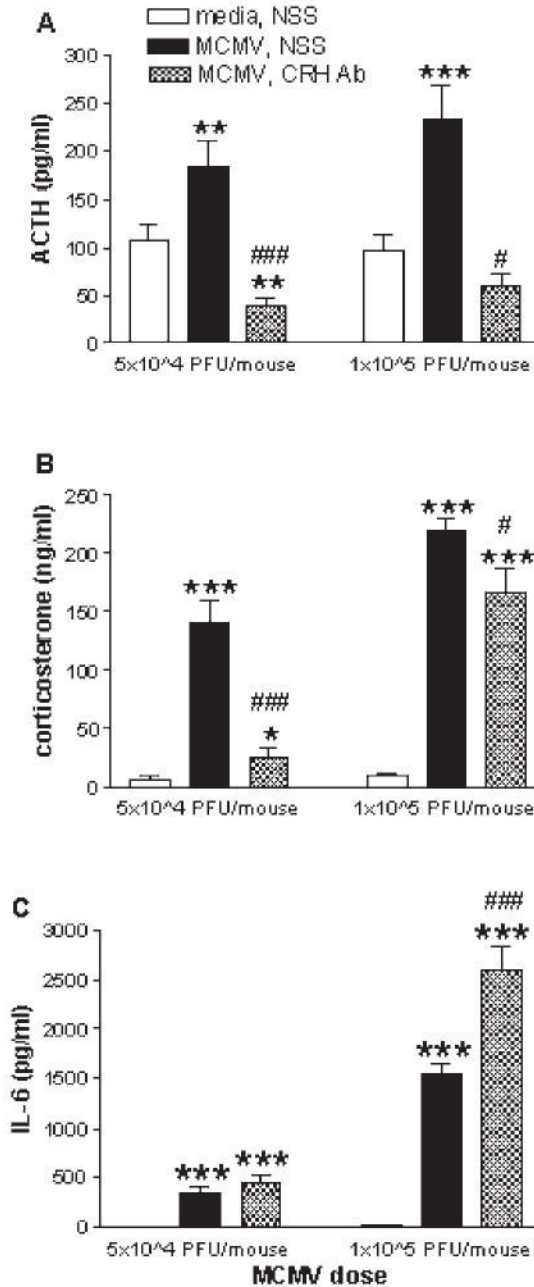 A
media, NSS
MCMV, NSS
MCMV, CRH Ab
ACTH (pg/ml)
300
250
200
150
100
50
0
★★
###
★★
★★★
#
5x10^4 PFU/mouse
1x10^5 PFU/mouse
B
corticosterone (ng/ml)
250
200
150
100
50
0
★★★
###
★
★★★
#
★★★
5x10^4 PFU/mouse
1x10^5 PFU/mouse
C
IL-6 (pg/ml)
3000
2500
2000
1500
1000
500
0
★★★
★★★
★★★
###
★★★
5x10^4 PFU/mouse
1x10^5 PFU/mouse
MCMV dose